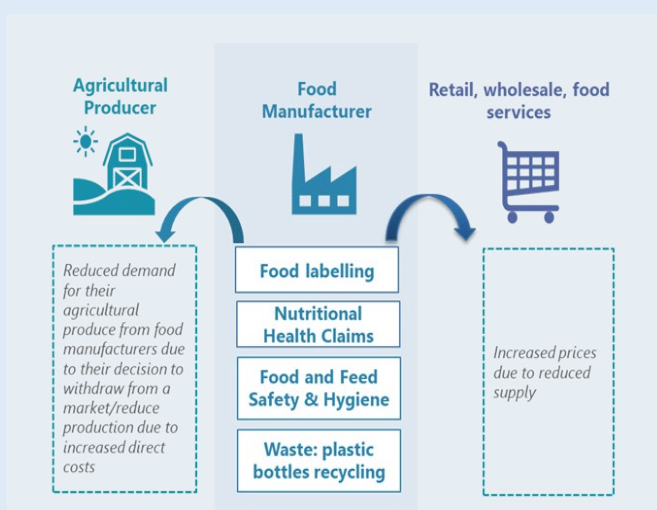 Agricultural
Producer
Food
Manufacturer
Retail, wholesale, food
services
Reduced demand
for their
agricultural
produce from food
manufacturers due
to their decision to
withdraw from a
market/reduce
production due to
increased direct
costs
Food labelling
Nutritional
Health Claims
Food and Feed
Safety & Hygiene
Waste: plastic
bottles recycling
Increased prices
due to reduced
supply